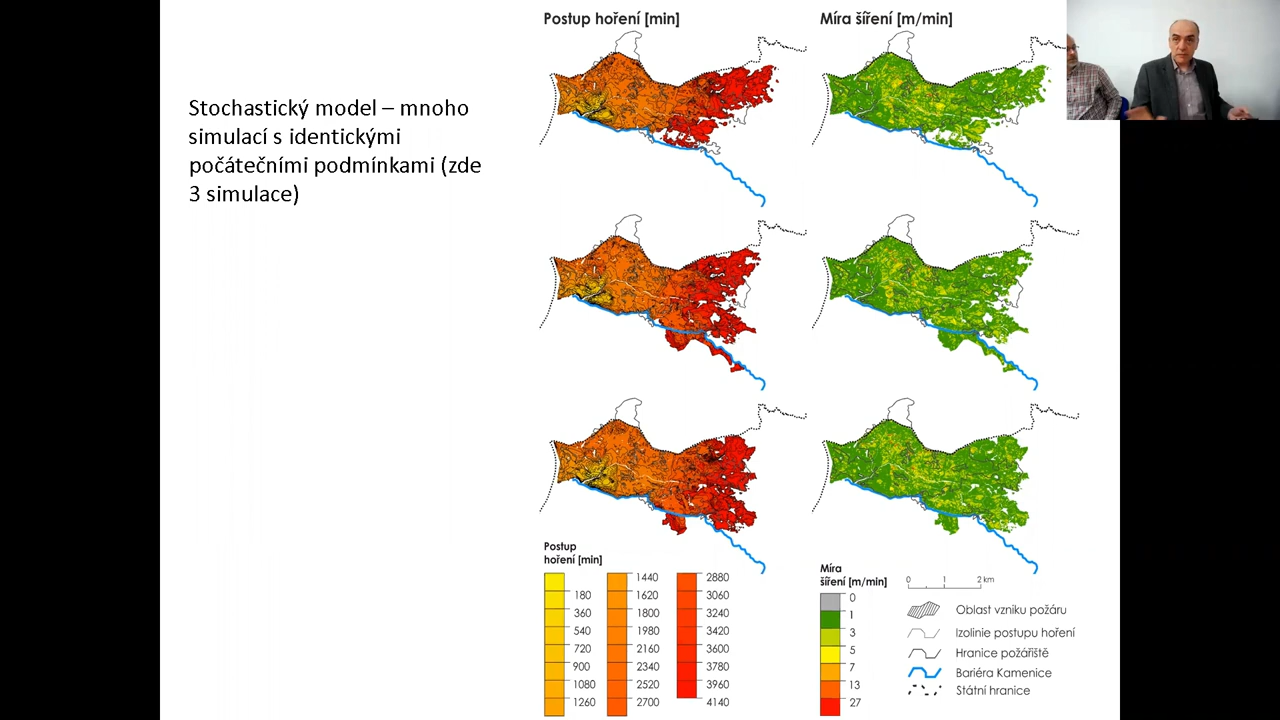 Stochastický model – mnoho
simulací s identickými
počátečními podmínkami (zde
3 simulace)
Postup hoření [min]
Míra šíření [m/min]
Postup
hoření [min]
180
360
540
720
900
1080
1260
1440
1620
1800
1980
2160
2340
2520
2700
2880
3060
3240
3420
3600
3780
3960
4140
Míra
šíření [m/min]
0
1
3
5
7
13
27
0 1 2 km
Oblast vzniku požáru
Izolinie postupu hoření
Hranice požářiště
Bariéra Kamenice
Státní hranice